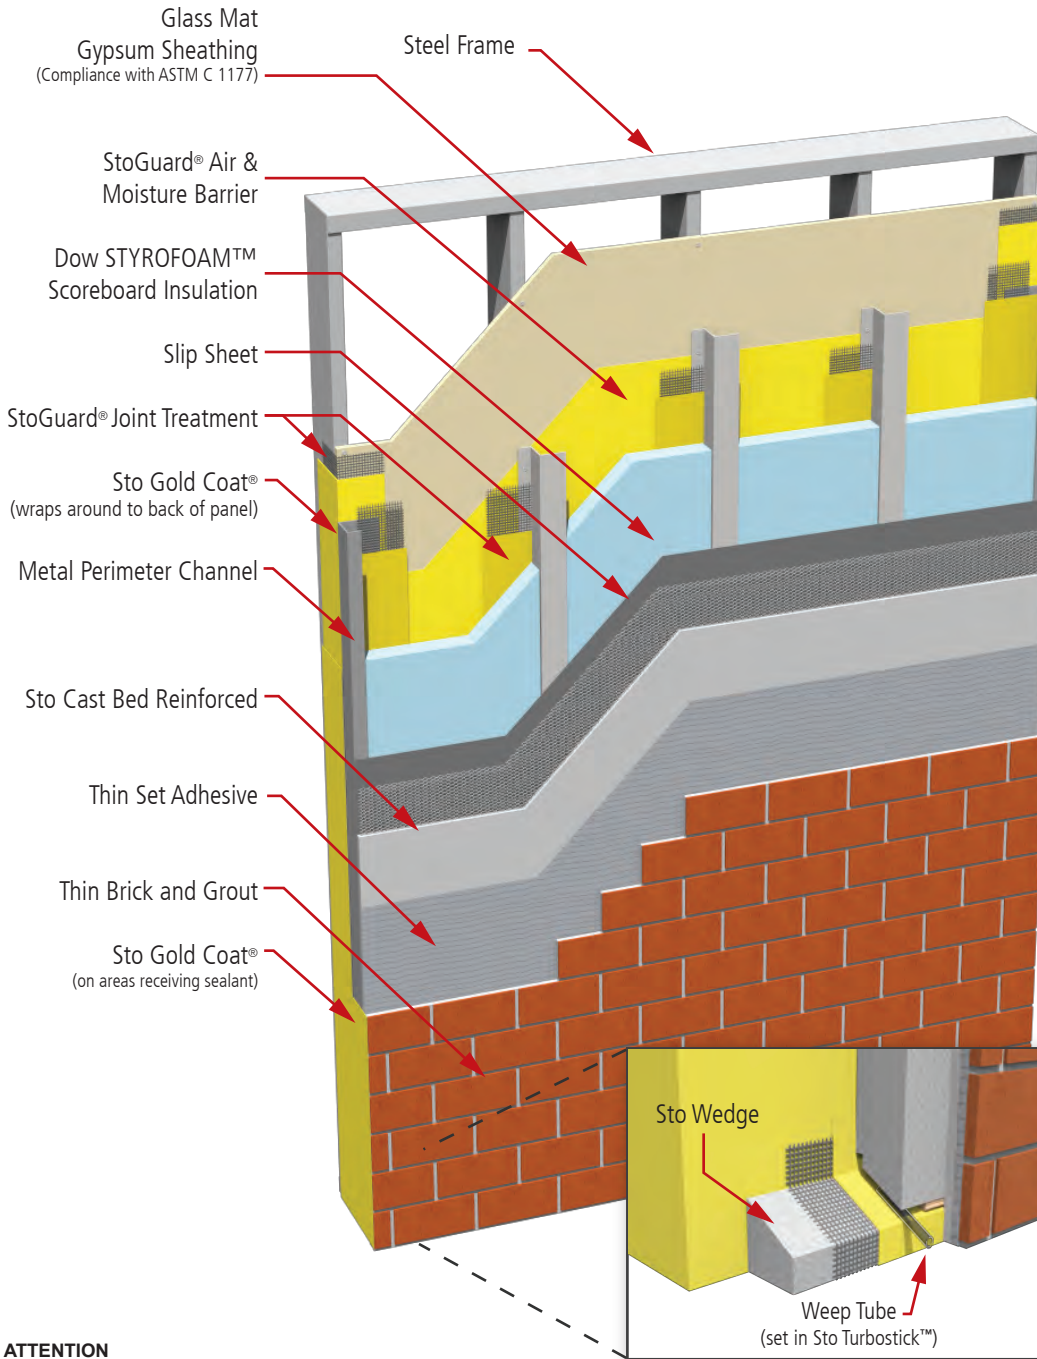 Glass Mat
Gypsum Sheathing
(Compliance with ASTM C 1177)
Steel Frame
StoGuard® Air &
Moisture Barrier
Dow STYROFOAM™
Scoreboard Insulation
Slip Sheet
StoGuard® Joint Treatment
Sto Gold Coat®
(wraps around to back of panel)
Metal Perimeter Channel
Sto Cast Bed Reinforced
Thin Set Adhesive
Thin Brick and Grout
Sto Gold Coat®
(on areas receiving sealant)
Sto Wedge
Weep Tube
(set in Sto Turbostick™)
ATTENTION